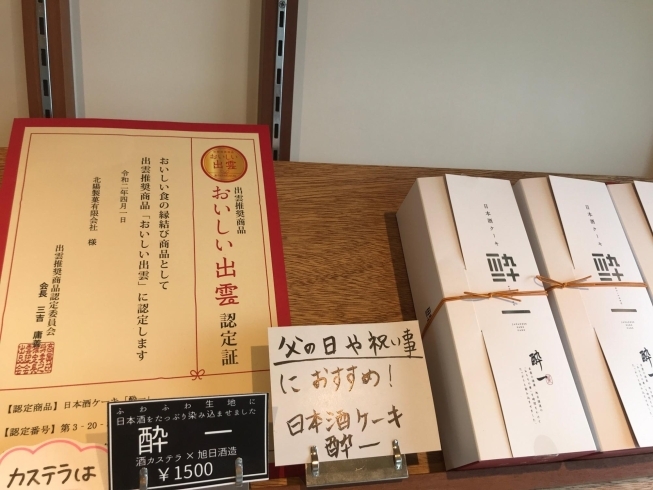 おいしい
出雲
出雲推奨商品
おいしい出雲 認定証
おいしい食の縁結び商品として
出雲推奨商品「おいしい出雲」に認定します
令和二年四月一日
北陽製菓有限会社 様
出雲推奨商品認定委員会
会長 三吉 庸善
【認定商品】日本酒ケーキ「酔一」
【認定番号】第3-20-
カステラは
ふわふわ生地に
日本酒をたっぷり染み込ませました
酔一
酒カステラ×旭日酒造
¥1500
父の日や祝い事
におすすめ!
日本酒ケーキ
酔一
日本酒ケーキ
酔一
日本酒ケーキ
酔一